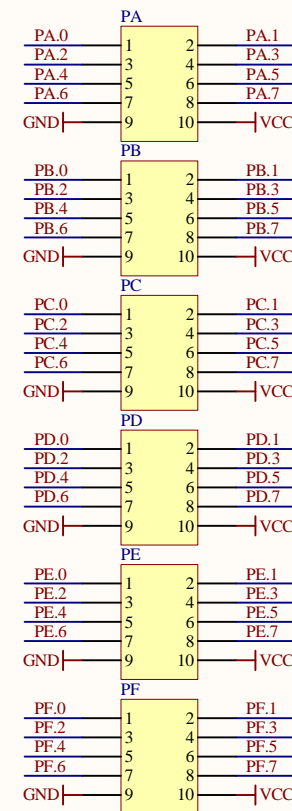 PA
PA.0 1 2 PA.1
PA.2 3 4 PA.3
PA.4 5 6 PA.5
PA.6 7 8 PA.7
GND 9 10 VCC
PB
PB.0 1 2 PB.1
PB.2 3 4 PB.3
PB.4 5 6 PB.5
PB.6 7 8 PB.7
GND 9 10 VCC
PC
PC.0 1 2 PC.1
PC.2 3 4 PC.3
PC.4 5 6 PC.5
PC.6 7 8 PC.7
GND 9 10 VCC
PD
PD.0 1 2 PD.1
PD.2 3 4 PD.3
PD.4 5 6 PD.5
PD.6 7 8 PD.7
GND 9 10 VCC
PE
PE.0 1 2 PE.1
PE.2 3 4 PE.3
PE.4 5 6 PE.5
PE.6 7 8 PE.7
GND 9 10 VCC
PF
PF.0 1 2 PF.1
PF.2 3 4 PF.3
PF.4 5 6 PF.5
PF.6 7 8 PF.7
GND 9 10 VCC